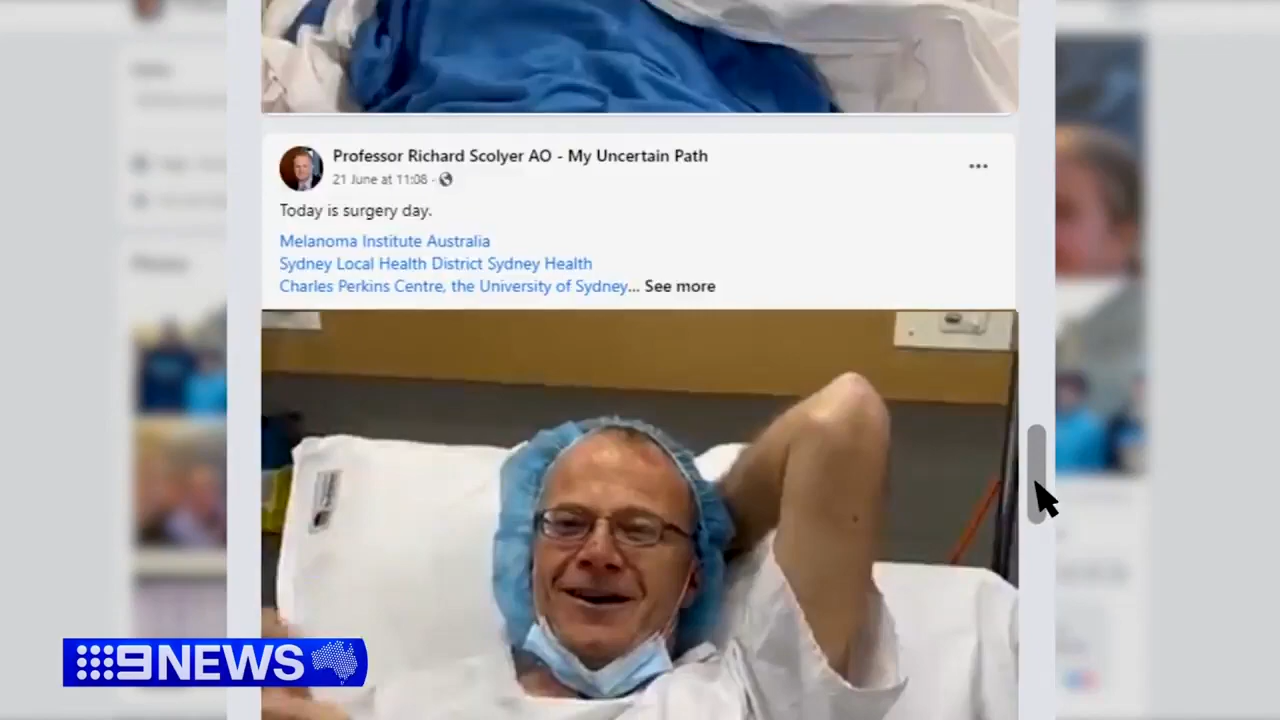 Professor Richard Scolyer AO - My Uncertain Path
21 June at 11:08 ·
Today is surgery day.
Melanoma Institute Australia
Sydney Local Health District Sydney Health
Charles Perkins Centre, the University of Sydney... See more
9NEWS